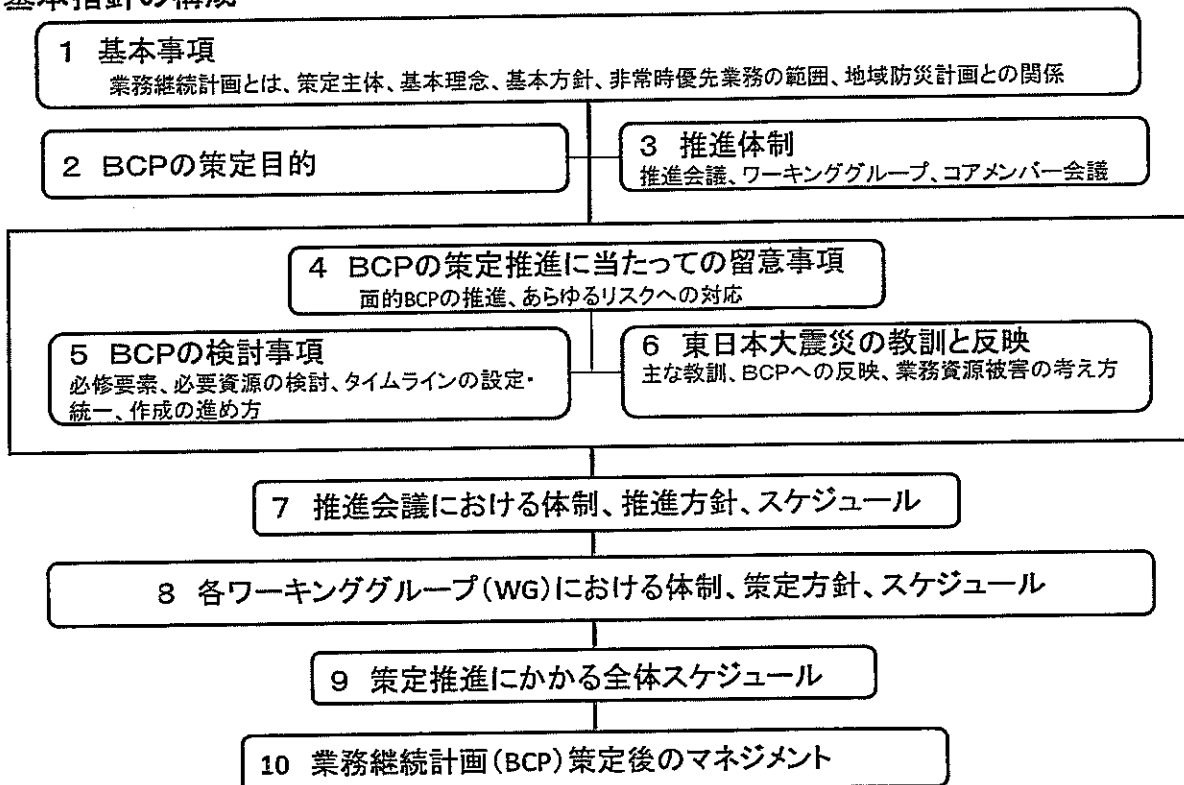 基本指針の構成
1 基本事項
業務継続計画とは、策定主体、基本理念、基本方針、非常時優先業務の範囲、地域防災計画との関係
2 BCPの策定目的
3 推進体制
推進会議、ワーキンググループ、コアメンバー会議
4 BCPの策定推進に当たっての留意事項
面的BCPの推進、あらゆるリスクへの対応
5 BCPの検討事項
必修要素、必要資源の検討、タイムラインの設定・
統一、作成の進め方
6 東日本大震災の教訓と反映
主な教訓、BCPへの反映、業務資源被害の考え方
7 推進会議における体制、推進方針、スケジュール
8 各ワーキンググループ(WG)における体制、策定方針、スケジュール
9 策定推進にかかる全体スケジュール
10 業務継続計画(BCP)策定後のマネジメント